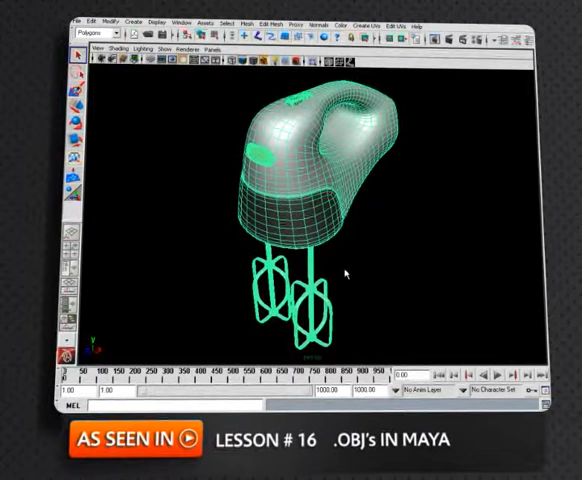 File Edit Modify Create Display Window Assets Select Mesh Edit Mesh Proxy Normals Color Create UVs Edit UVs Help
Polygons
View Shading Lighting Show Renderer Panels
persp
50 100 150 200 250 300 350 400 450 500 550 600 650 700 750 800 850 900 950 0.00
1.00 1.00 1000.00 1000.00 No Anim Layer No Character Set
MEL
AS SEEN IN LESSON # 16 .OBJ's IN MAYA